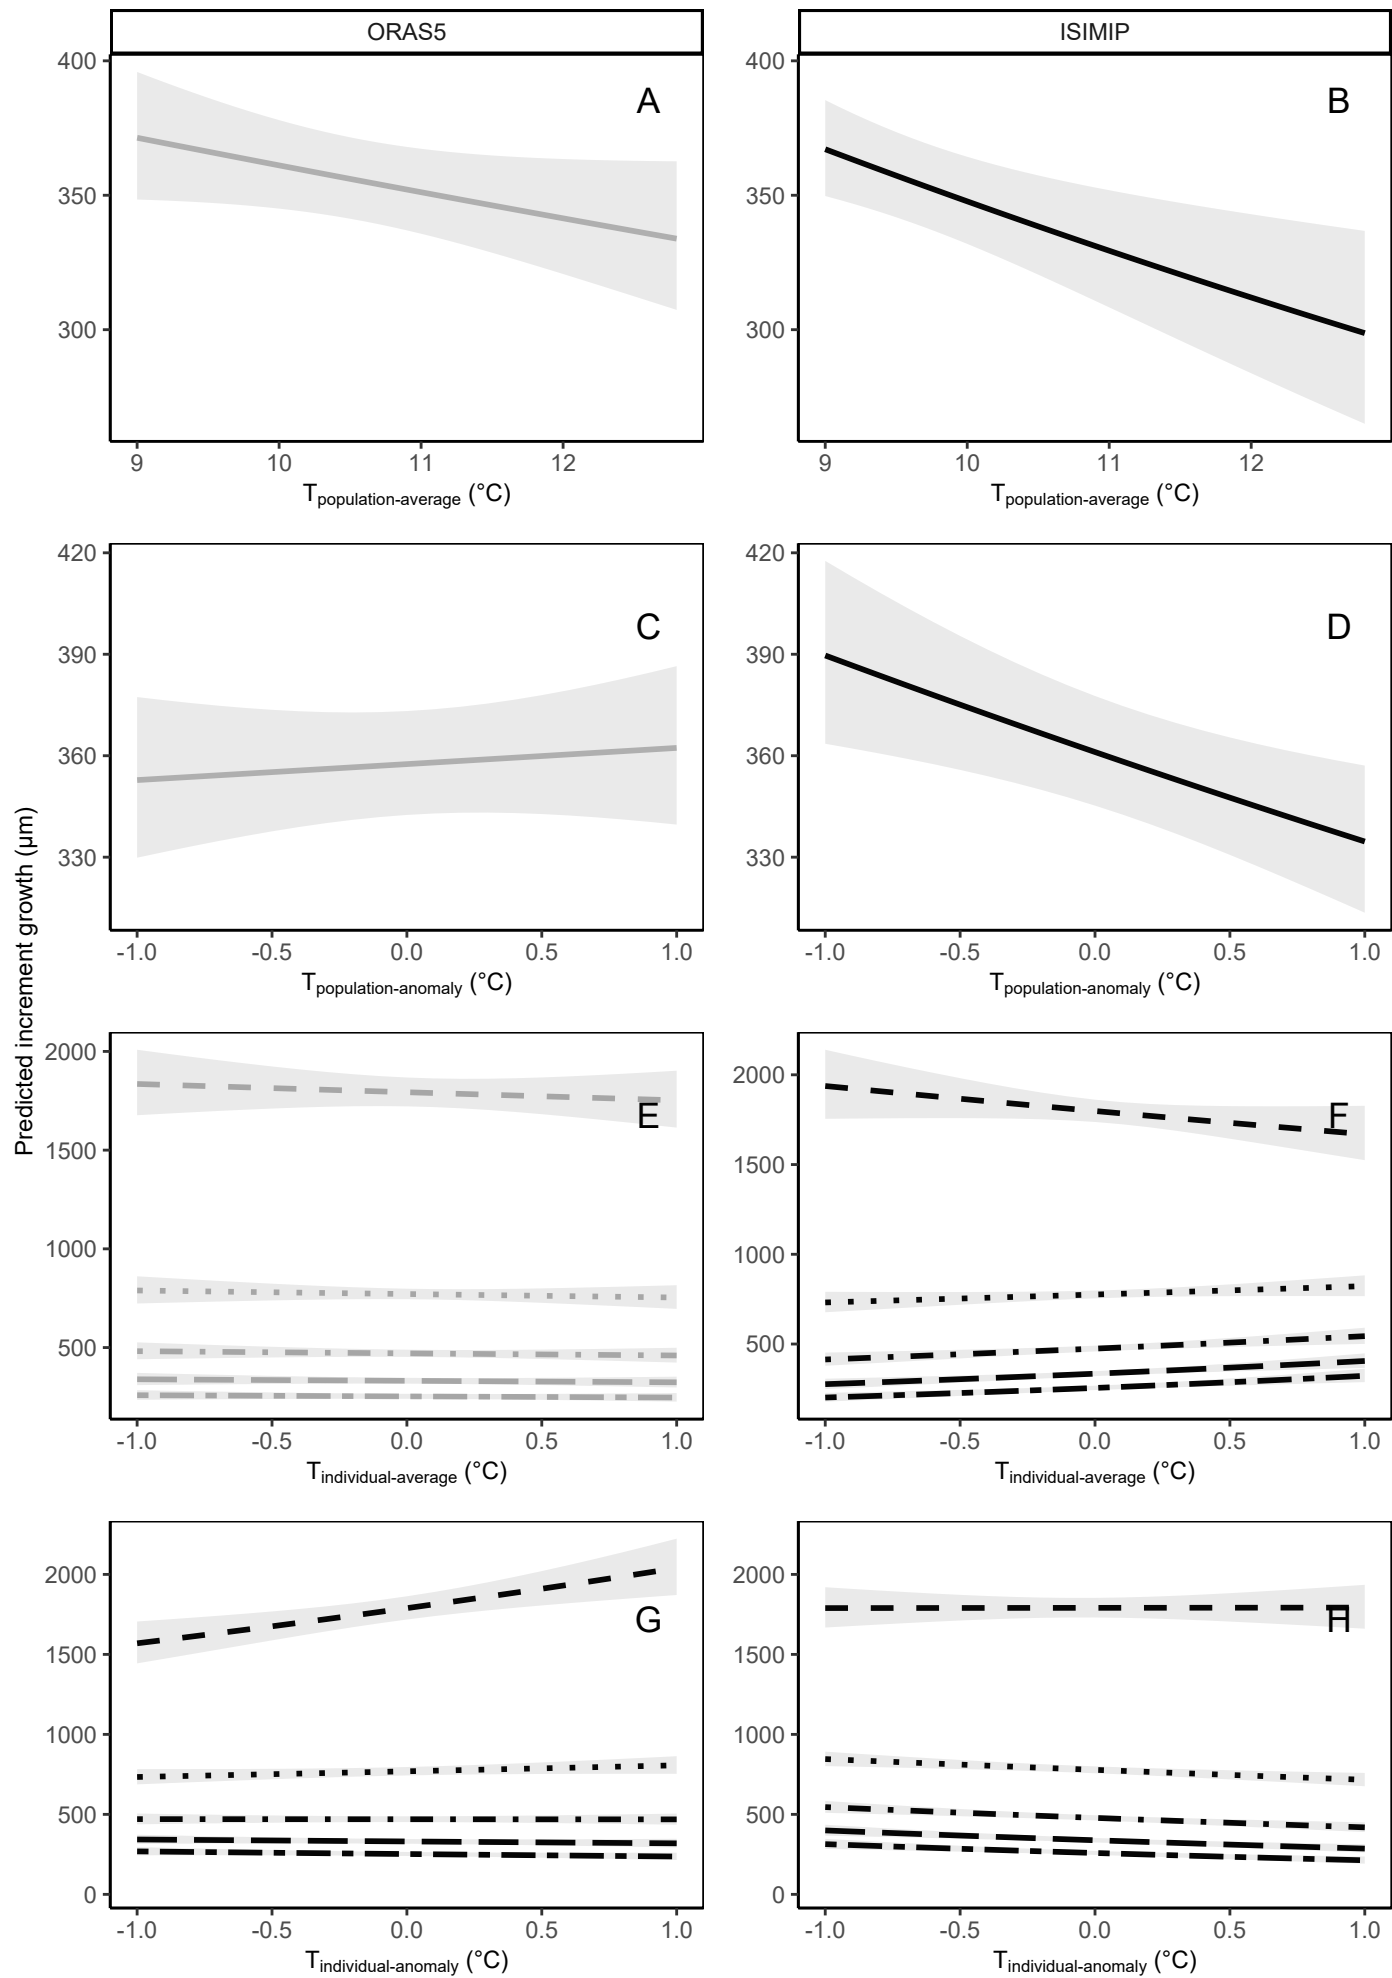 ORAS5
ISIMIP
Predicted increment growth (µm)
A
400
350
300
9 10 11 12
Tpopulation-average (°C)
B
400
350
300
9 10 11 12
Tpopulation-average (°C)
C
420
390
360
330
-1.0 -0.5 0.0 0.5 1.0
Tpopulation-anomaly (°C)
D
420
390
360
330
-1.0 -0.5 0.0 0.5 1.0
Tpopulation-anomaly (°C)
E
2000
1500
1000
500
-1.0 -0.5 0.0 0.5 1.0
Tindividual-average (°C)
F
2000
1500
1000
500
-1.0 -0.5 0.0 0.5 1.0
Tindividual-average (°C)
G
2000
1500
1000
500
0
-1.0 -0.5 0.0 0.5 1.0
Tindividual-anomaly (°C)
H
2000
1500
1000
500
0
-1.0 -0.5 0.0 0.5 1.0
Tindividual-anomaly (°C)